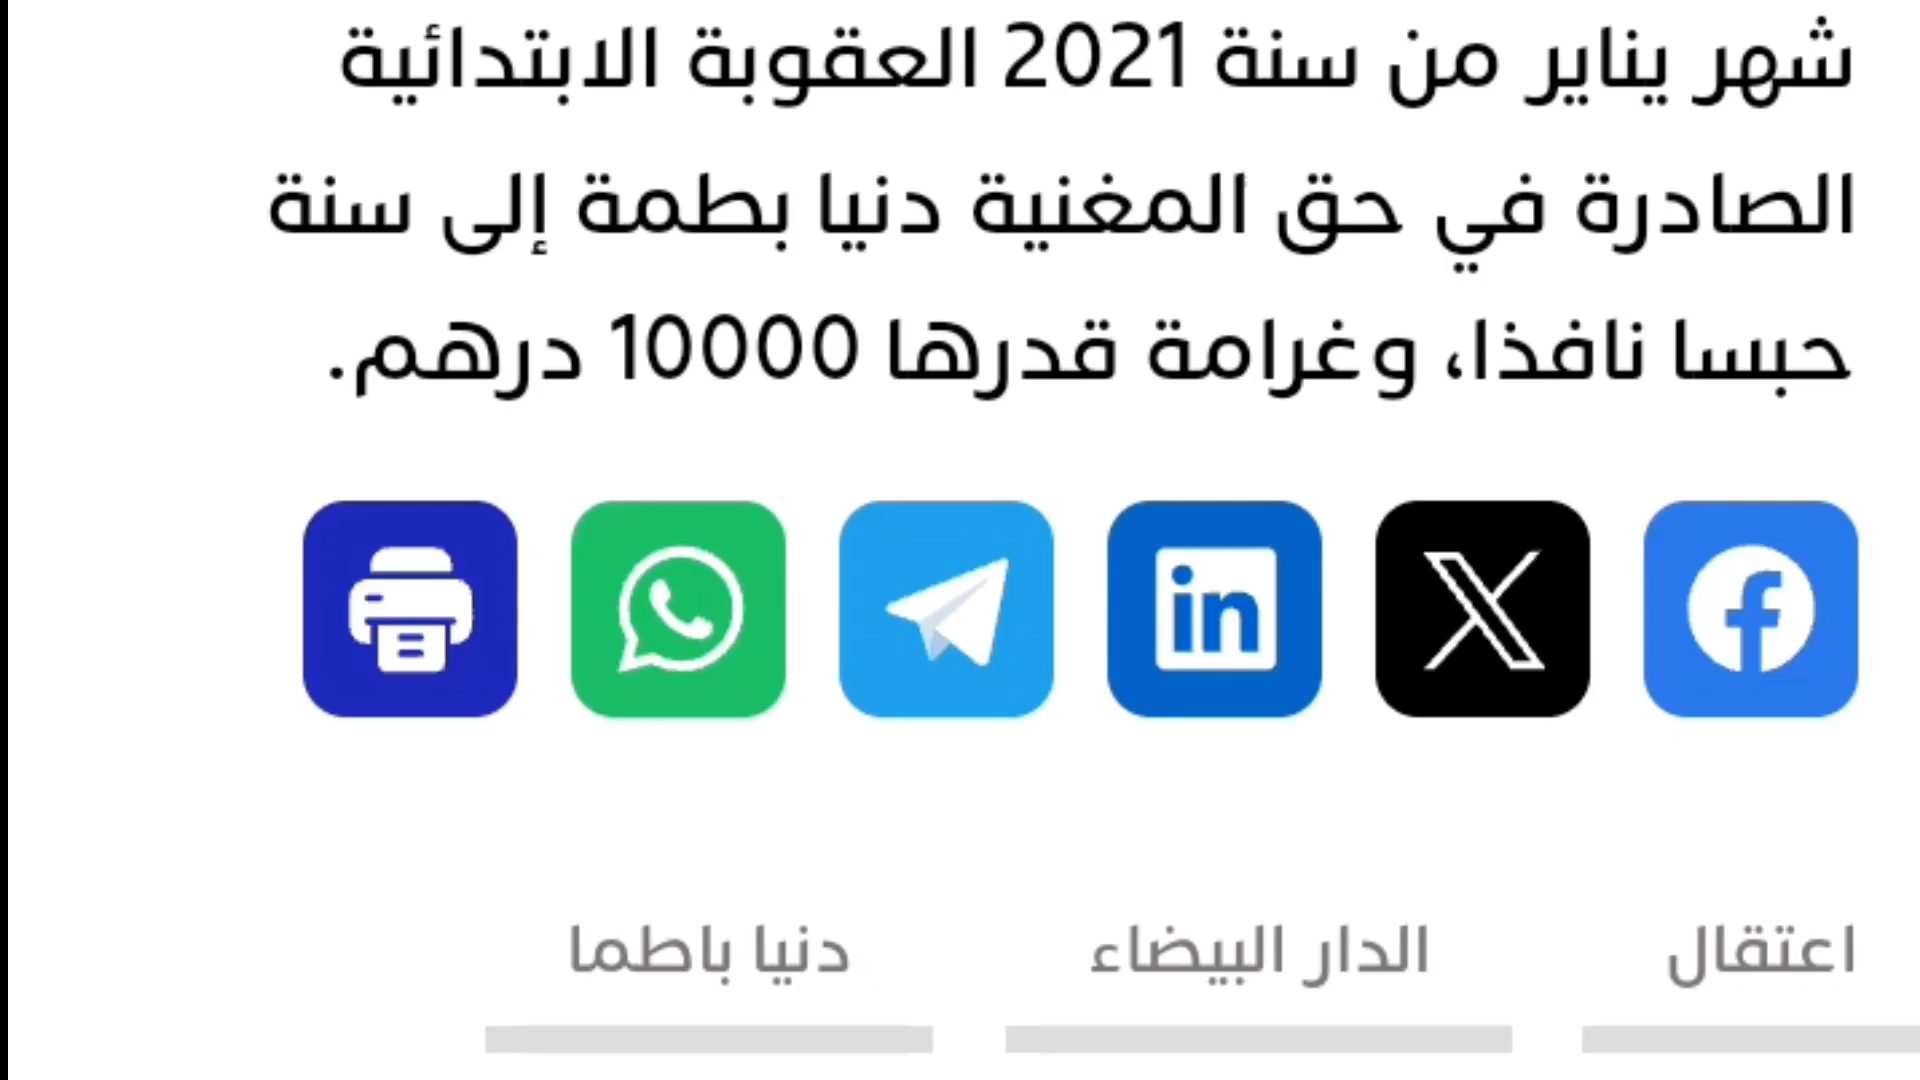 شهر يناير من سنة 2021 العقوبة الابتدائية
الصادرة في حق المغنية دنيا بطمة إلى سنة
حبسا نافذا، وغرامة قدرها 10000 درهم.
in
اعتقال الدار البيضاء دنيا باطما